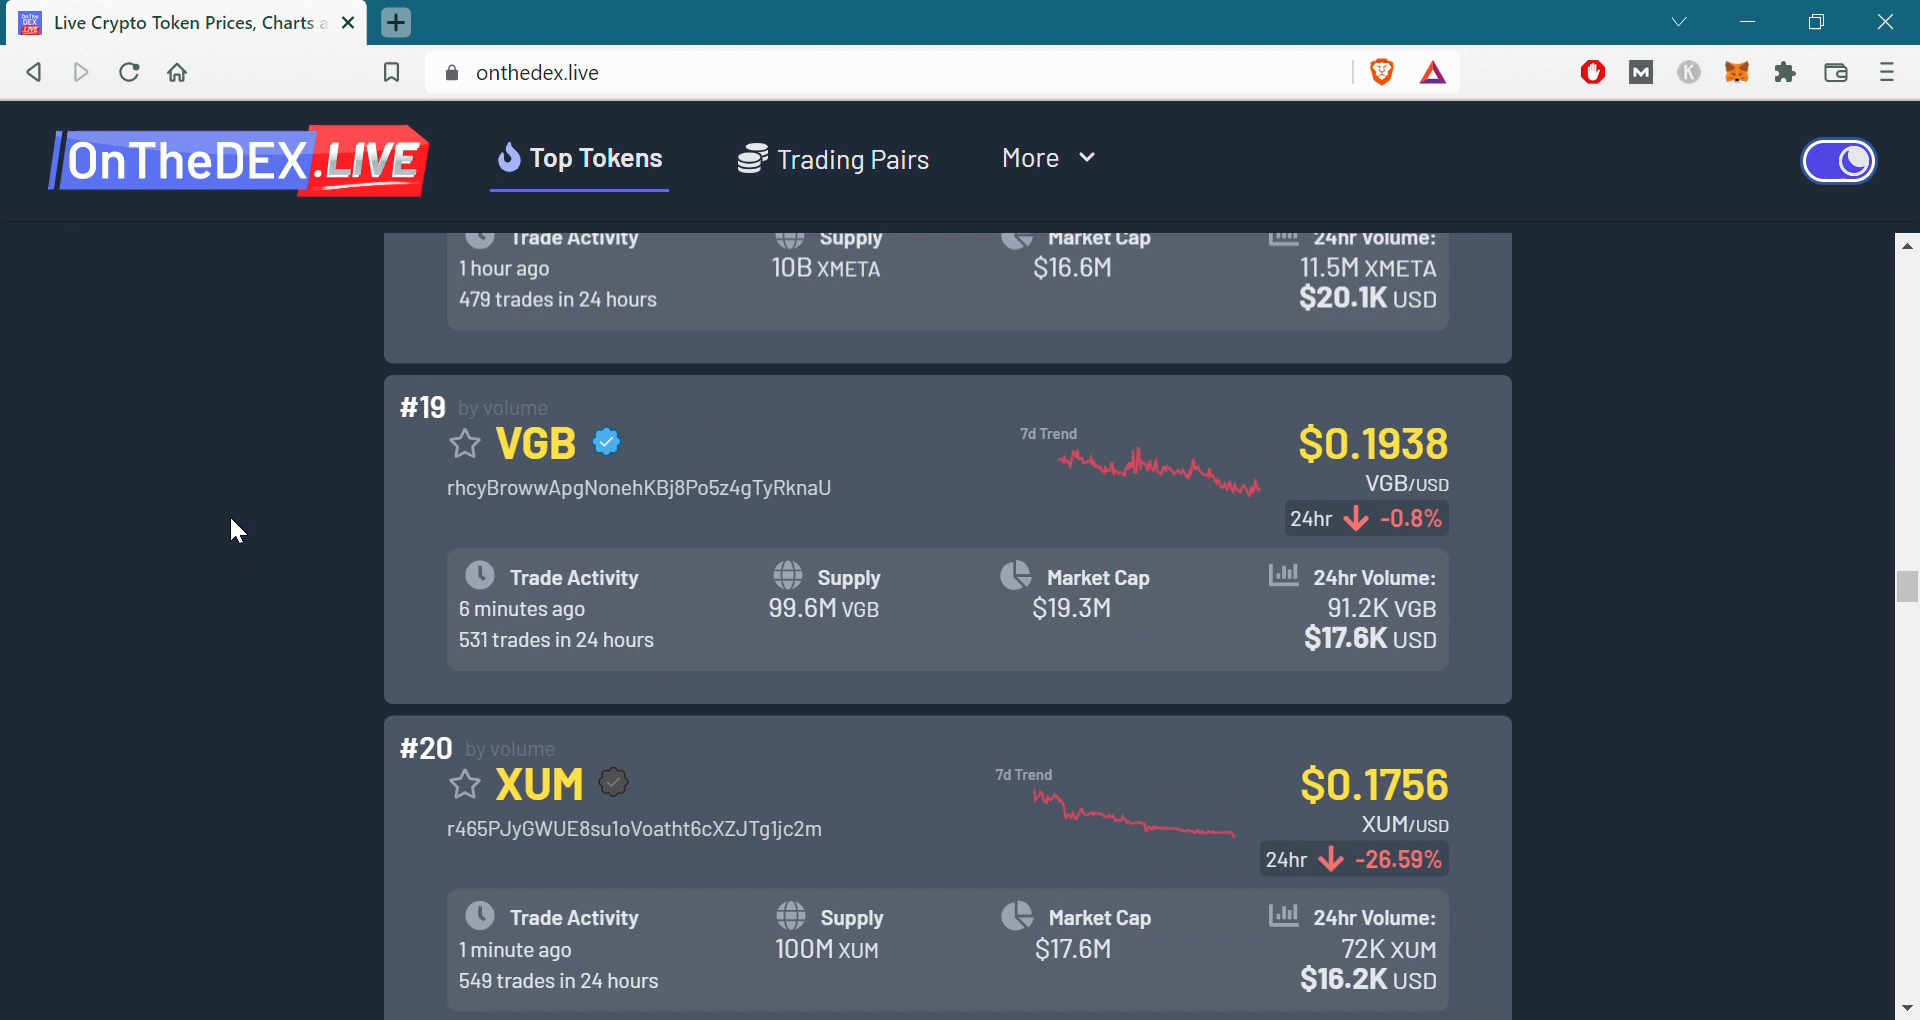 Live Crypto Token Prices, Charts a
onthedex.live
OnTheDEX.LIVE
Top Tokens
Trading Pairs
More
Trade Activity
Supply
Market Cap
24hr Volume:
1 hour ago
10B XMETA
$16.6M
11.5M XMETA
479 trades in 24 hours
$20.1K USD
#19 by volume
VGB
7d Trend
$0.1938
rhcyBrowwApgNonehKBj8Po5z4gTyRknaU
VGB/USD
24hr -0.8%
Trade Activity
Supply
Market Cap
24hr Volume:
6 minutes ago
99.6M VGB
$19.3M
91.2K VGB
531 trades in 24 hours
$17.6K USD
#20 by volume
XUM
7d Trend
$0.1756
r465PJyGWUE8su1oVoatht6cXZJTg1jc2m
XUM/USD
24hr -26.59%
Trade Activity
Supply
Market Cap
24hr Volume:
1 minute ago
100M XUM
$17.6M
72K XUM
549 trades in 24 hours
$16.2K USD